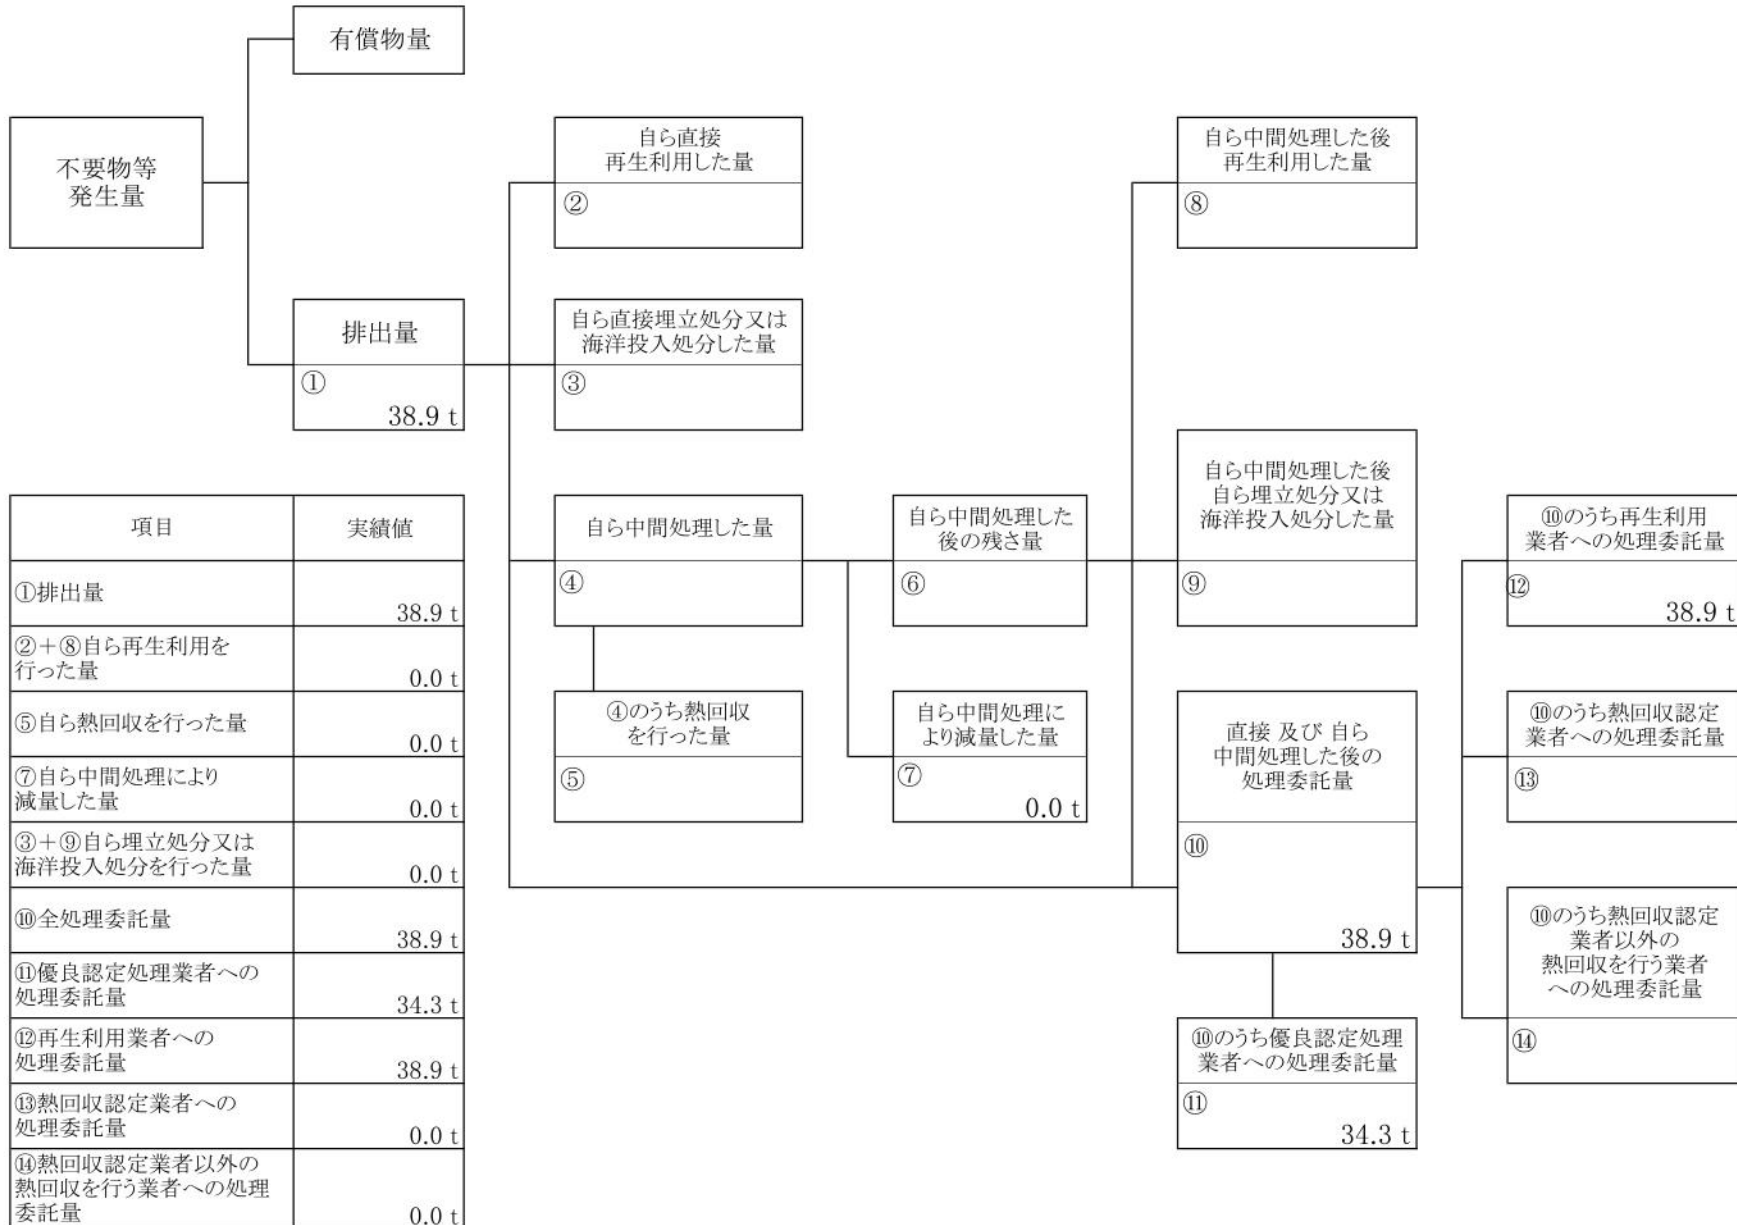 有償物量
不要物等
発生量
自ら直接
再生利用した量
②
自ら中間処理した後
再生利用した量
⑧
排出量
①
38.9 t
自ら直接埋立処分又は
海洋投入処分した量
③
自ら中間処理した量
④
自ら中間処理した
後の残さ量
⑥
自ら中間処理した後
自ら埋立処分又は
海洋投入処分した量
⑨
⑩のうち再生利用
業者への処理委託量
⑫
38.9 t
④のうち熱回収
を行った量
⑤
自ら中間処理に
より減量した量
⑦
0.0 t
直接 及び 自ら
中間処理した後の
処理委託量
⑩
38.9 t
⑩のうち熱回収認定
業者への処理委託量
⑬
⑩のうち熱回収認定
業者以外の
熱回収を行う業者
への処理委託量
⑭
⑩のうち優良認定処理
業者への処理委託量
⑪
34.3 t
項目 実績値
①排出量
38.9 t
②+⑧自ら再生利用を
行った量
0.0 t
⑤自ら熱回収を行った量
0.0 t
⑦自ら中間処理により
減量した量
0.0 t
③+⑨自ら埋立処分又は
海洋投入処分を行った量
0.0 t
⑩全処理委託量
38.9 t
⑪優良認定処理業者への
処理委託量
34.3 t
⑫再生利用業者への
処理委託量
38.9 t
⑬熱回収認定業者への
処理委託量
0.0 t
⑭熱回収認定業者以外の
熱回収を行う業者への処理
委託量
0.0 t